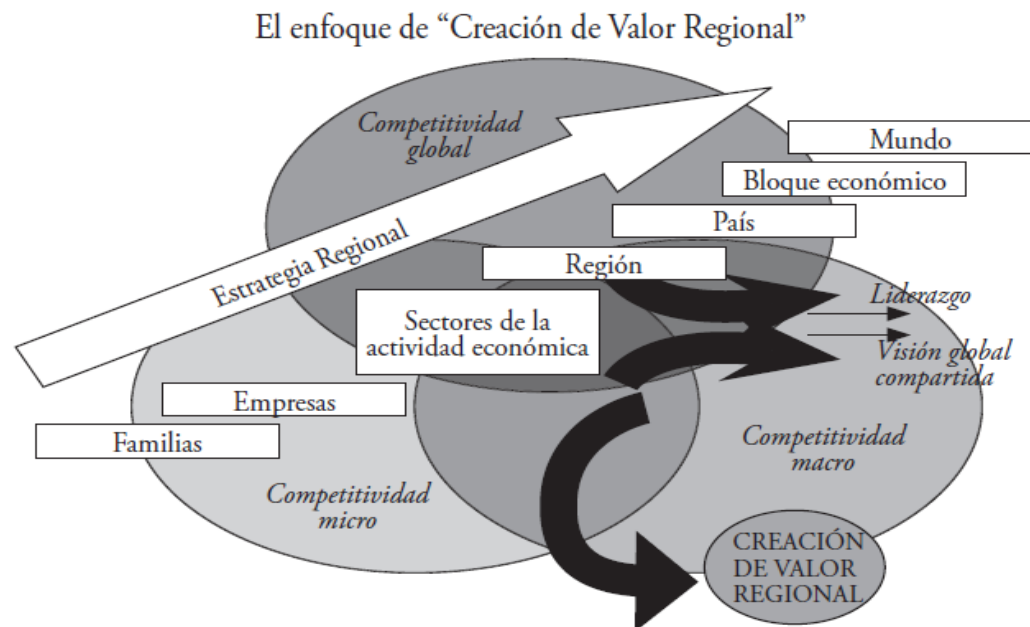 El enfoque de “Creación de Valor Regional”
Competitividad
global
Mundo
Bloque económico
País
Estrategia Regional
Región
Liderazgo
Sectores de la
actividad económica
Visión global
compartida
Empresas
Familias
Competitividad
macro
Competitividad
micro
CREACIÓN
DE VALOR
REGIONAL